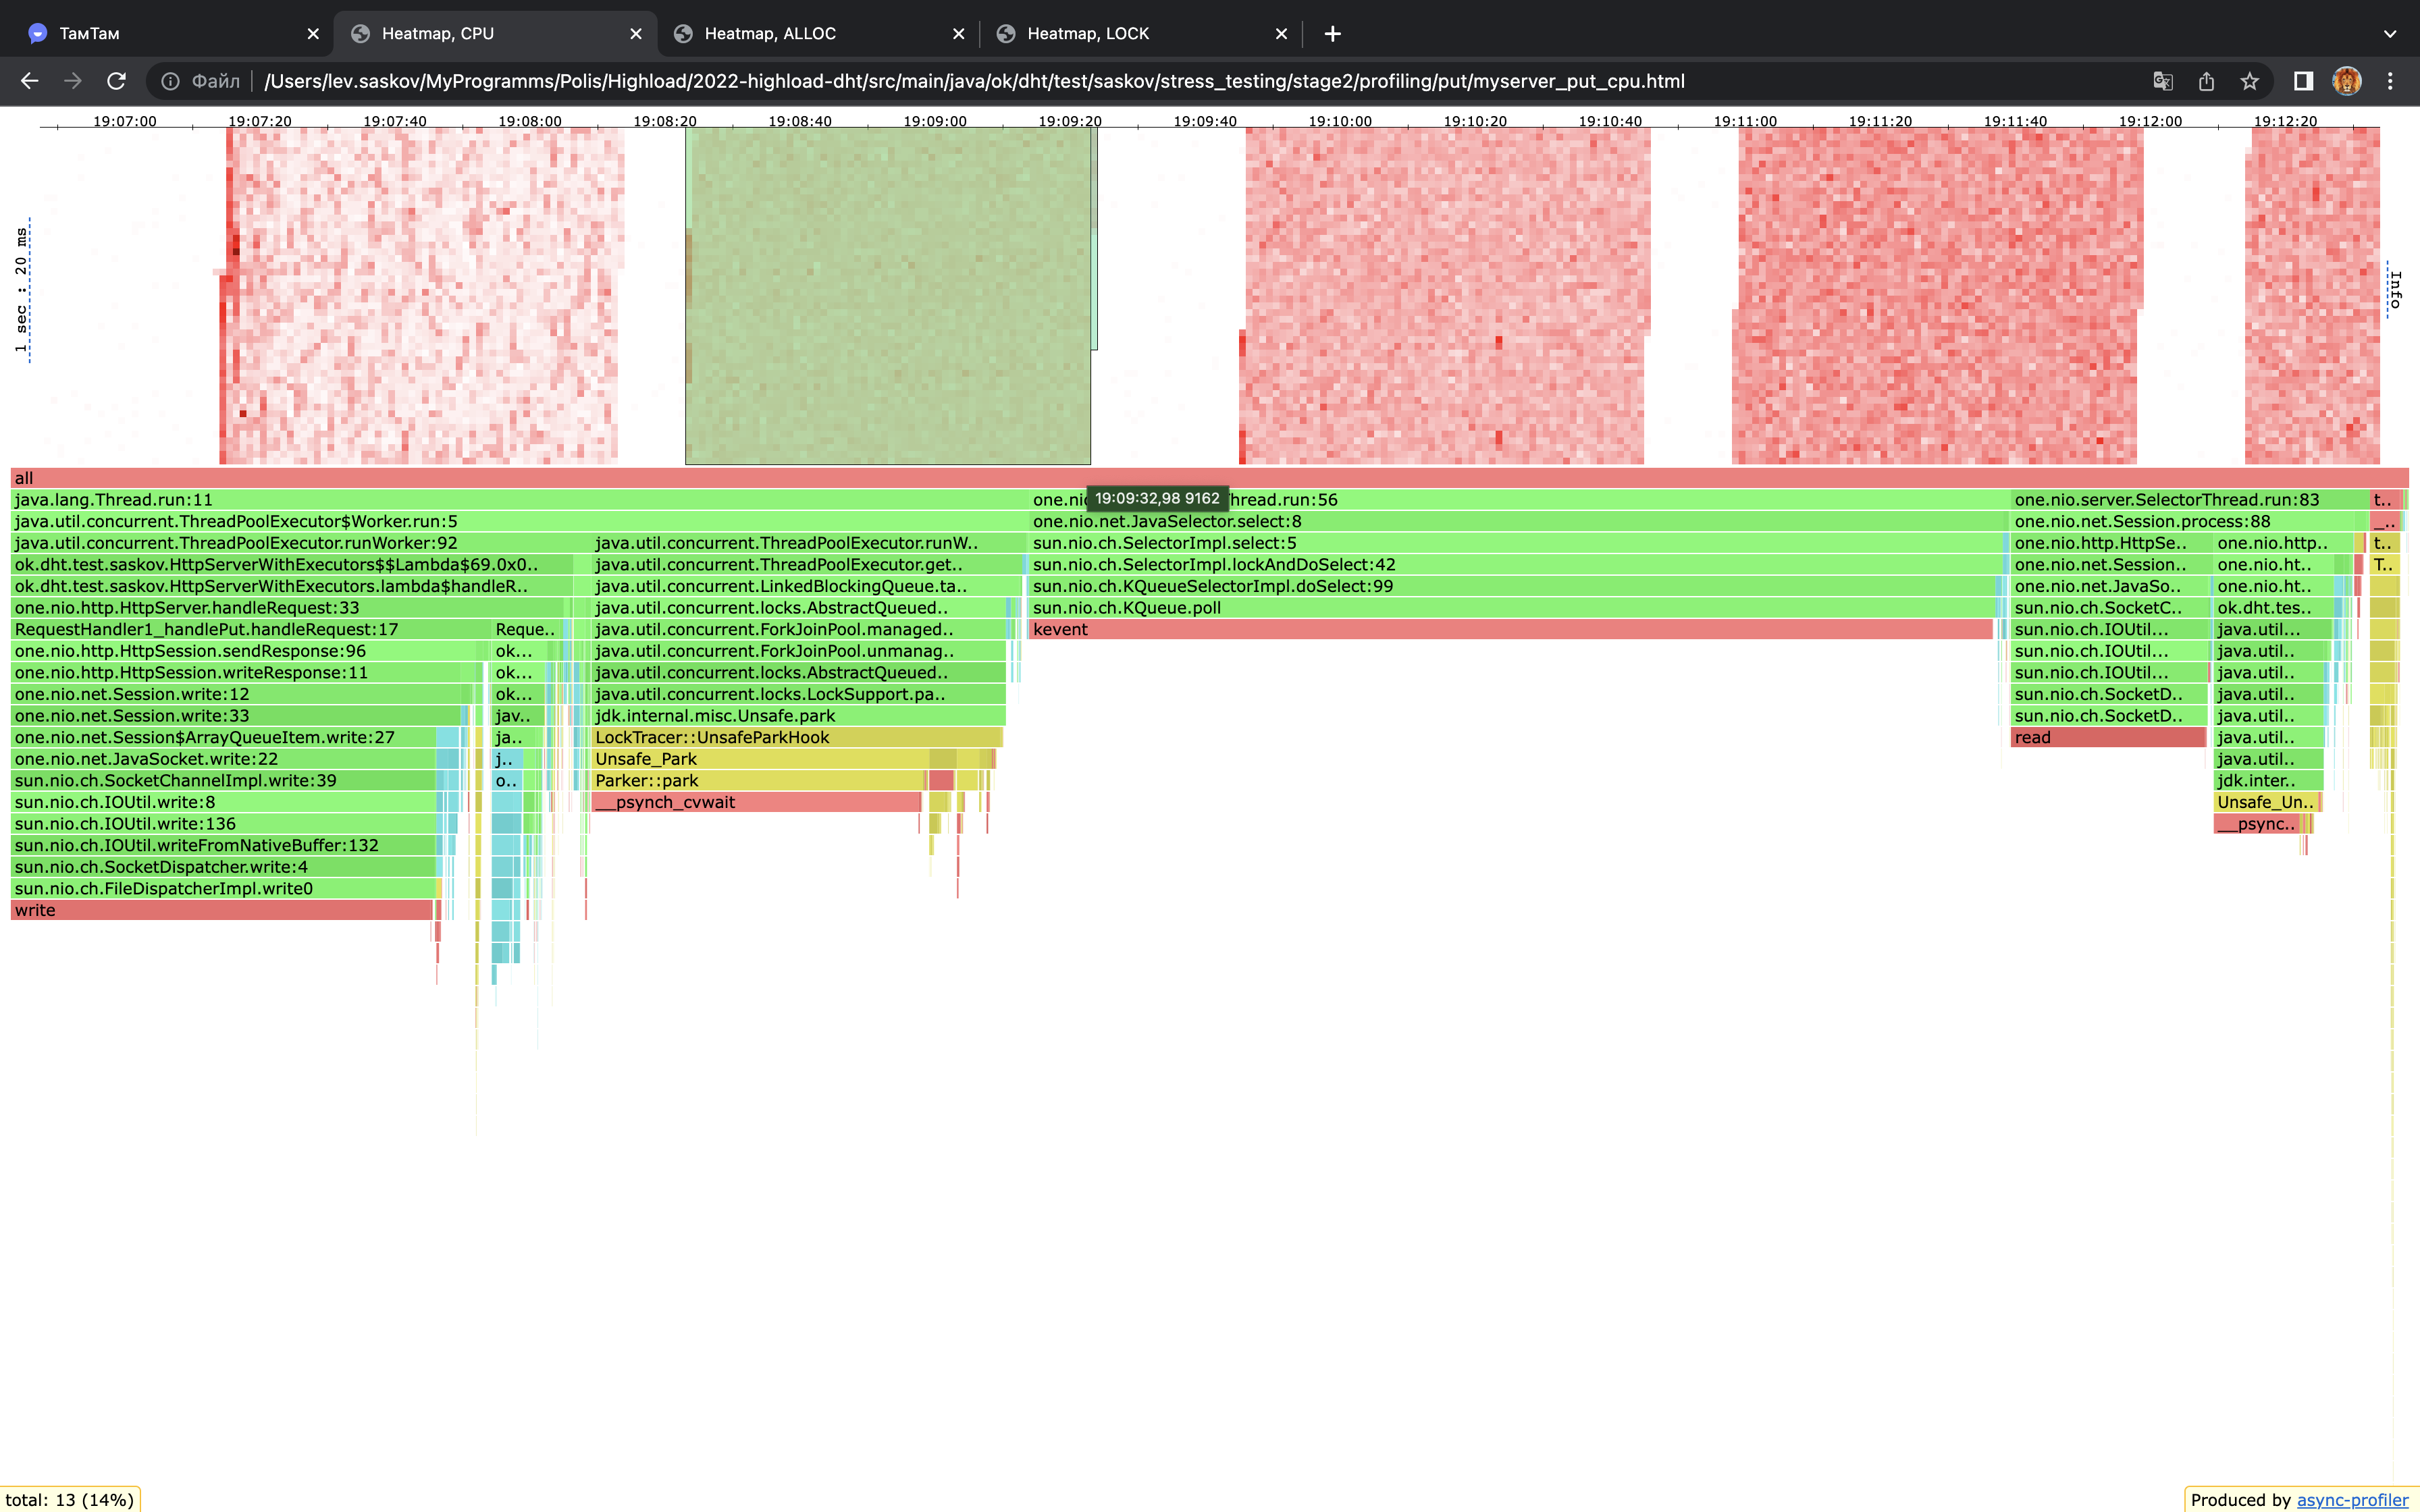 ТамТам
Heatmap, CPU
Heatmap, ALLOC
Heatmap, LOCK
Файл
/Users/lev.saskov/MyProgramms/Polis/Highload/2022-highload-dht/src/main/java/ok/dht/test/saskov/stress_testing/stage2/profiling/put/myserver_put_cpu.html
19:07:00 19:07:20 19:07:40 19:08:00 19:08:20 19:08:40 19:09:00 19:09:20 19:09:40 19:10:00 19:10:20 19:10:40 19:11:00 19:11:20 19:11:40 19:12:00 19:12:20
1 sec : 20 ms
Info
all
java.lang.Thread.run:11 one.nio hread.run:56 one.nio.server.SelectorThread.run:83 t..
19:09:32,98 9162
java.util.concurrent.ThreadPoolExecutor$Worker.run:5 one.nio.net.JavaSelector.select:8 one.nio.net.Session.process:88 _..
java.util.concurrent.ThreadPoolExecutor.runWorker:92 java.util.concurrent.ThreadPoolExecutor.runW.. sun.nio.ch.SelectorImpl.select:5 one.nio.http.HttpSe.. one.nio.http.. t..
ok.dht.test.saskov.HttpServerWithExecutors$$Lambda$69.0x0.. java.util.concurrent.ThreadPoolExecutor.get.. sun.nio.ch.SelectorImpl.lockAndDoSelect:42 one.nio.net.Session.. one.nio.ht.. T..
ok.dht.test.saskov.HttpServerWithExecutors.lambda$handleR.. java.util.concurrent.LinkedBlockingQueue.ta.. sun.nio.ch.KQueueSelectorImpl.doSelect:99 one.nio.net.JavaSo.. one.nio.ht..
one.nio.http.HttpServer.handleRequest:33 java.util.concurrent.locks.AbstractQueued.. sun.nio.ch.KQueue.poll sun.nio.ch.SocketC.. ok.dht.tes..
RequestHandler1_handlePut.handleRequest:17 Reque.. java.util.concurrent.ForkJoinPool.managed.. kevent sun.nio.ch.IOUtil... java.util...
one.nio.http.HttpSession.sendResponse:96 ok... java.util.concurrent.ForkJoinPool.unmanag.. sun.nio.ch.IOUtil... java.util..
one.nio.http.HttpSession.writeResponse:11 ok... java.util.concurrent.locks.AbstractQueued.. sun.nio.ch.IOUtil... java.util..
one.nio.net.Session.write:12 ok... java.util.concurrent.locks.LockSupport.pa.. sun.nio.ch.SocketD.. java.util..
one.nio.net.Session.write:33 jav.. jdk.internal.misc.Unsafe.park sun.nio.ch.SocketD.. java.util..
one.nio.net.Session$ArrayQueueItem.write:27 ja.. LockTracer::UnsafeParkHook read java.util..
one.nio.net.JavaSocket.write:22 j.. Unsafe_Park java.util..
sun.nio.ch.SocketChannelImpl.write:39 o.. Parker::park jdk.inter..
sun.nio.ch.IOUtil.write:8 __psynch_cvwait Unsafe_Un..
sun.nio.ch.IOUtil.write:136 __psync..
sun.nio.ch.IOUtil.writeFromNativeBuffer:132
sun.nio.ch.SocketDispatcher.write:4
sun.nio.ch.FileDispatcherImpl.write0
write
total: 13 (14%)
Produced by async-profiler